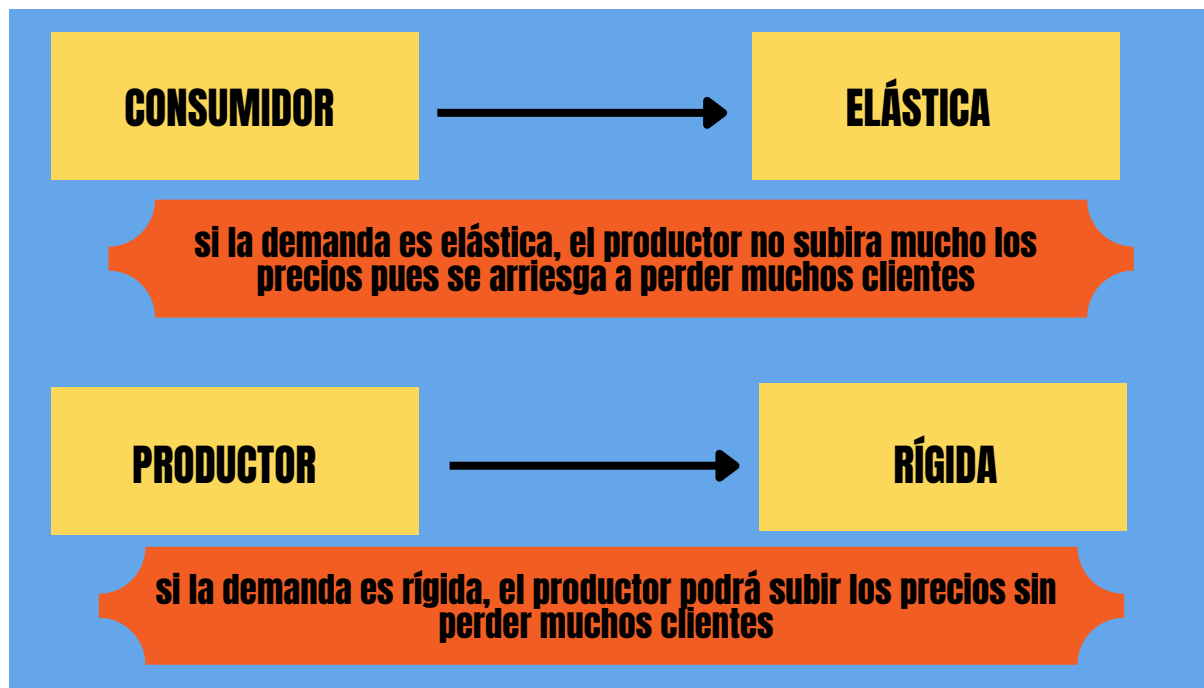 CONSUMIDOR
ELÁSTICA
si la demanda es elástica, el productor no subira mucho los
precios pues se arriesga a perder muchos clientes
PRODUCTOR
RÍGIDA
si la demanda es rígida, el productor podrá subir los precios sin
perder muchos clientes